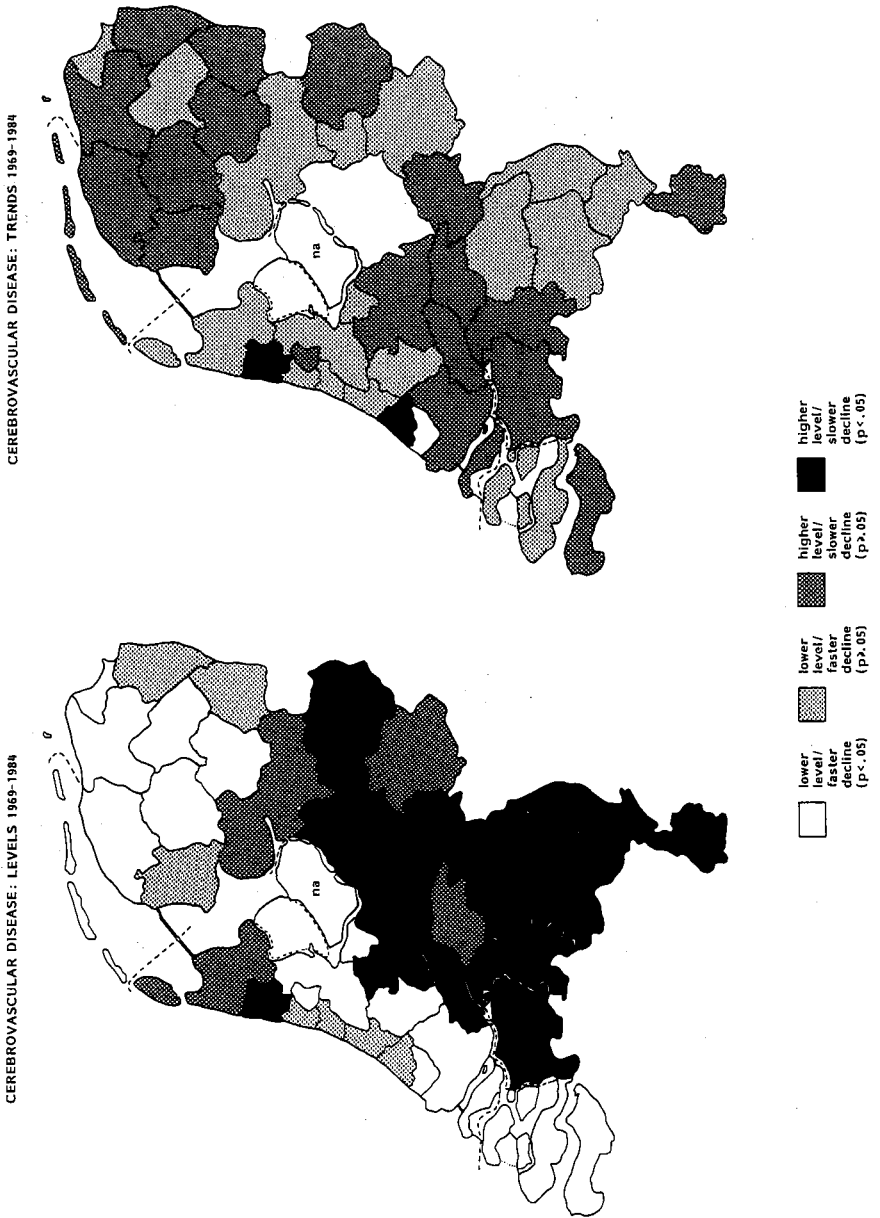 CEREBROVASCULAR DISEASE: LEVELS 1969-1984
na
CEREBROVASCULAR DISEASE: TRENDS 1969-1984
na
lower
level/
faster
decline
(p<.05)
lower
level/
faster
decline
(p≥.05)
higher
level/
slower
decline
(p≥.05)
higher
level/
slower
decline
(p<.05)